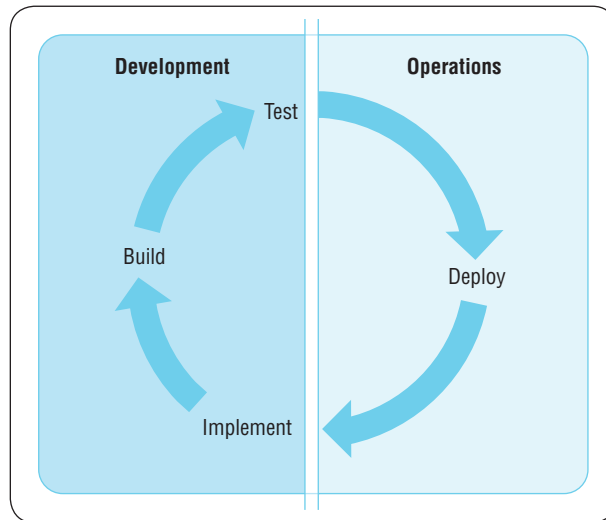 Development
Operations
Test
Build
Deploy
Implement